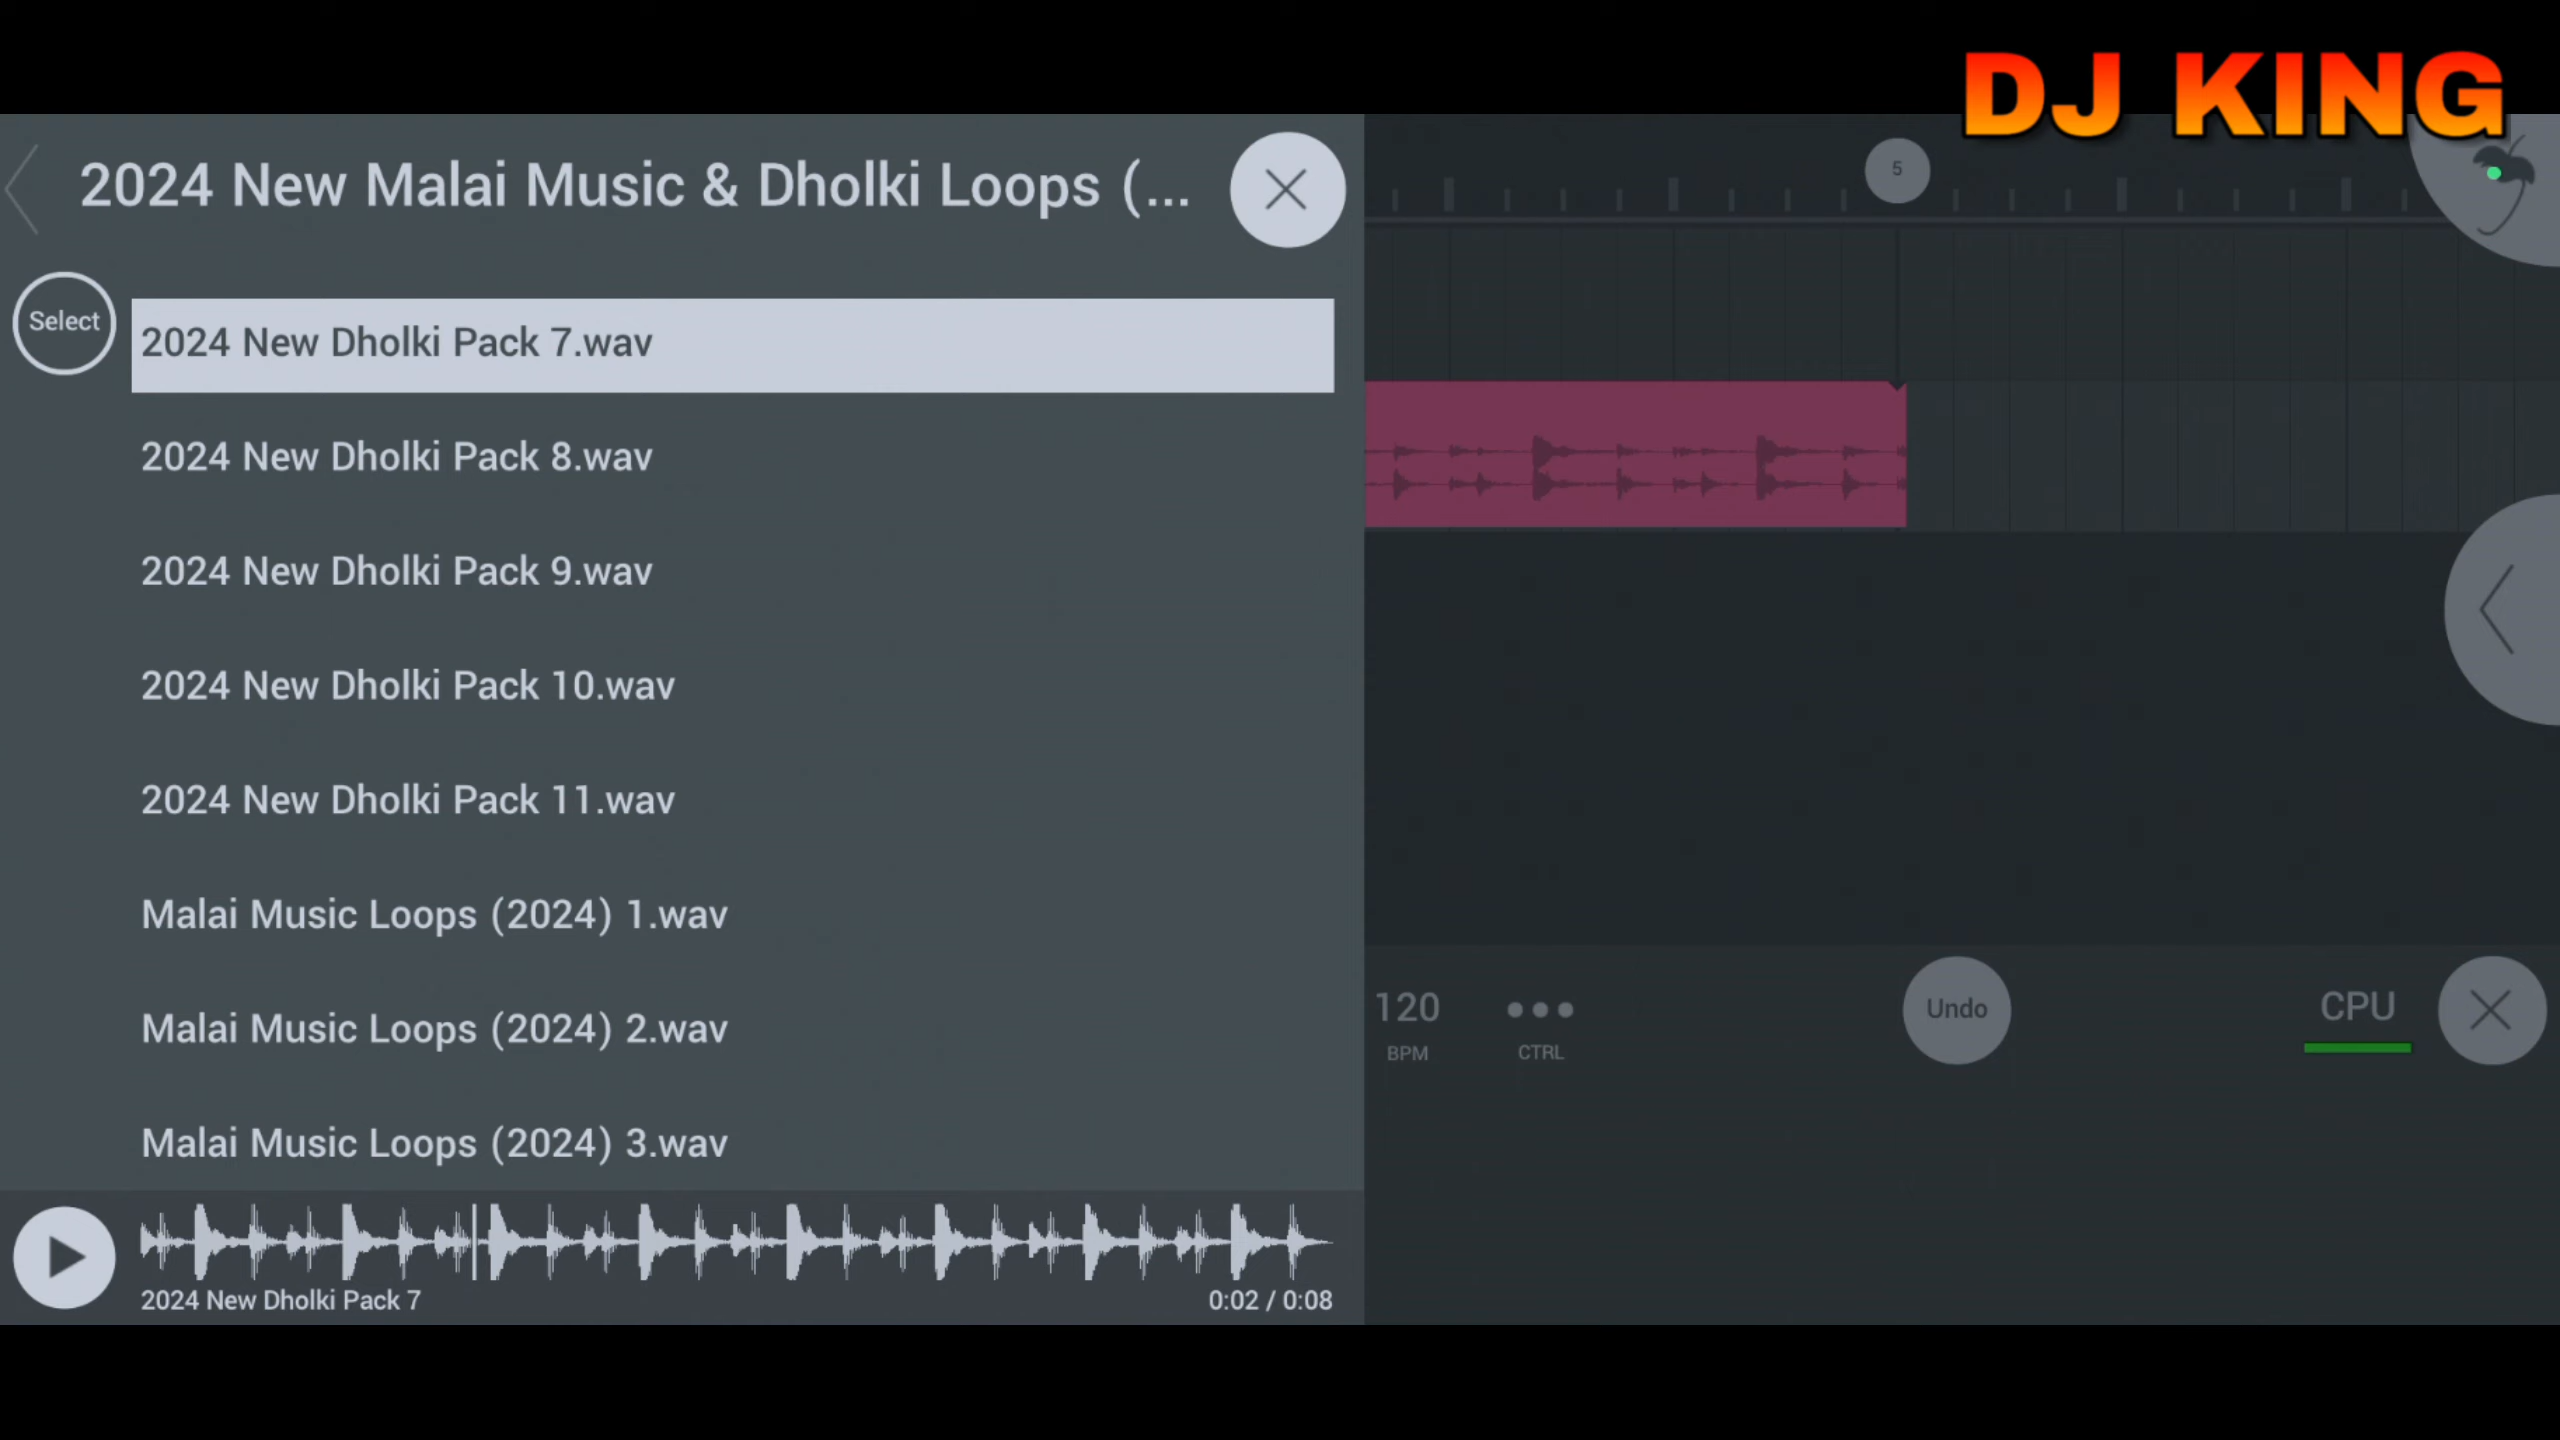 DJ KING
2024 New Malai Music & Dholki Loops (...
5
Select
2024 New Dholki Pack 7.wav
2024 New Dholki Pack 8.wav
2024 New Dholki Pack 9.wav
2024 New Dholki Pack 10.wav
2024 New Dholki Pack 11.wav
Malai Music Loops (2024) 1.wav
Malai Music Loops (2024) 2.wav
Malai Music Loops (2024) 3.wav
120
BPM
CTRL
Undo
CPU
2024 New Dholki Pack 7
0:02 / 0:08